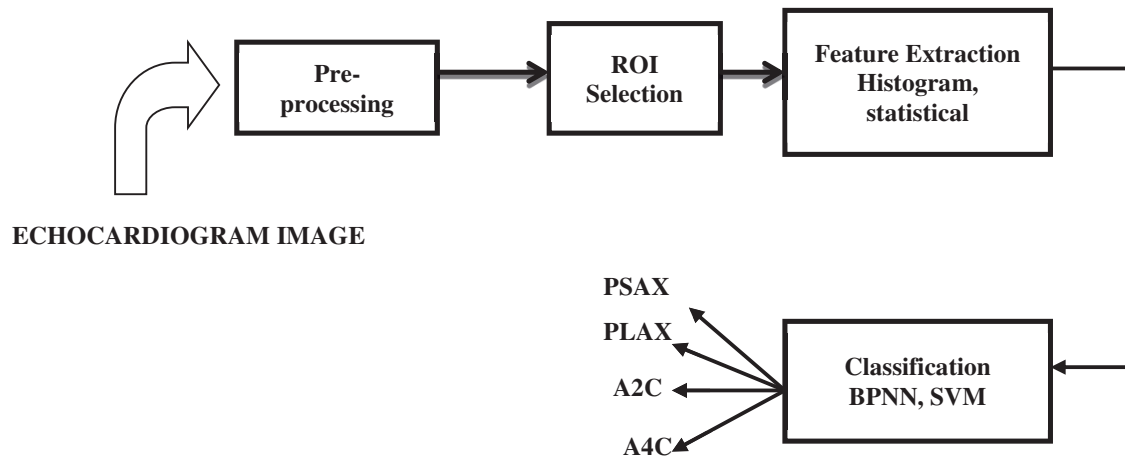 Pre-
processing
ROI
Selection
Feature Extraction
Histogram,
statistical
ECHOCARDIOGRAM IMAGE
PSAX
PLAX
A2C
A4C
Classification
BPNN, SVM